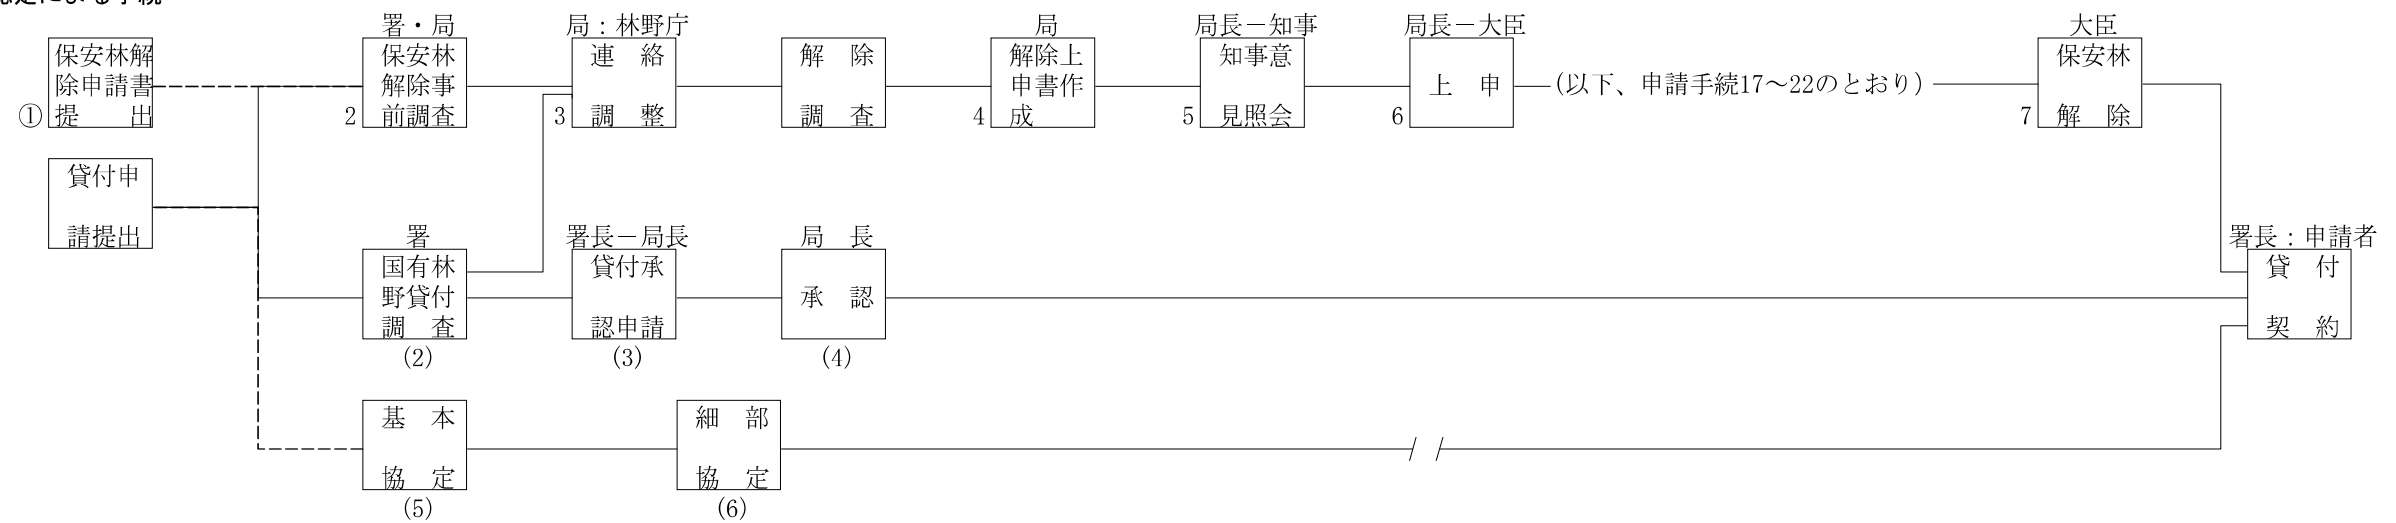 認定による手続
署・局
局：林野庁
局
局長－知事
局長－大臣
大臣
保安林解
除申請書
① 提　出
保安林
解除事
2 前調査
連　絡
3 調　整
解　除
調　査
解除上
申書作
4 成
知事意
5 見照会
6 上　申
(以下、申請手続17～22のとおり)
保安林
7 解　除
貸付申
請提出
署
国有林
野貸付
調　査
(2)
署長－局長
貸付承
認申請
(3)
局　長
承　認
(4)
署長：申請者
貸　付
契　約
基　本
協　定
(5)
細　部
協　定
(6)